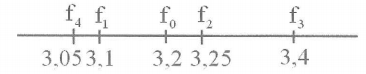 f₄ f₁ f₀ f₂ f₃
3,05 3,1 3,2 3,25 3,4